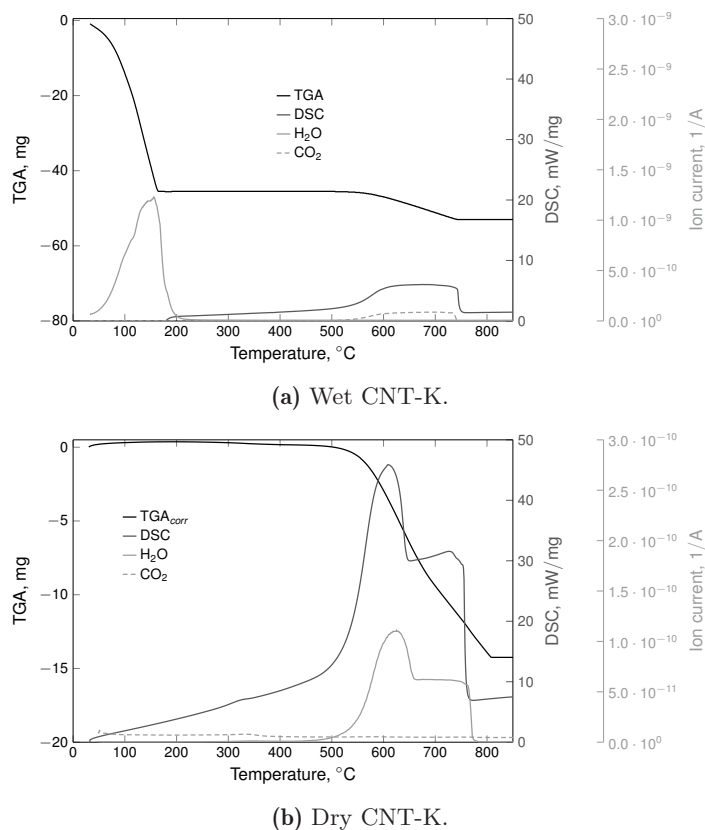 0
−20
−40
−60
−80
TGA, mg
0 100 200 300 400 500 600 700 800
Temperature, °C
TGA
DSC
H₂O
CO₂
50
40
30
20
10
0
DSC, mW/mg
3.0 · 10⁻⁹
2.5 · 10⁻⁹
2.0 · 10⁻⁹
1.5 · 10⁻⁹
1.0 · 10⁻⁹
5.0 · 10⁻¹⁰
0.0 · 10⁰
Ion current, 1/A
(a) Wet CNT-K.
0
−5
−10
−15
−20
TGA, mg
0 100 200 300 400 500 600 700 800
Temperature, °C
TGA𝑐𝑜𝑟𝑟
DSC
H₂O
CO₂
50
40
30
20
10
0
DSC, mW/mg
3.0 · 10⁻¹⁰
2.5 · 10⁻¹⁰
2.0 · 10⁻¹⁰
1.5 · 10⁻¹⁰
1.0 · 10⁻¹⁰
5.0 · 10⁻¹¹
0.0 · 10⁰
Ion current, 1/A
(b) Dry CNT-K.